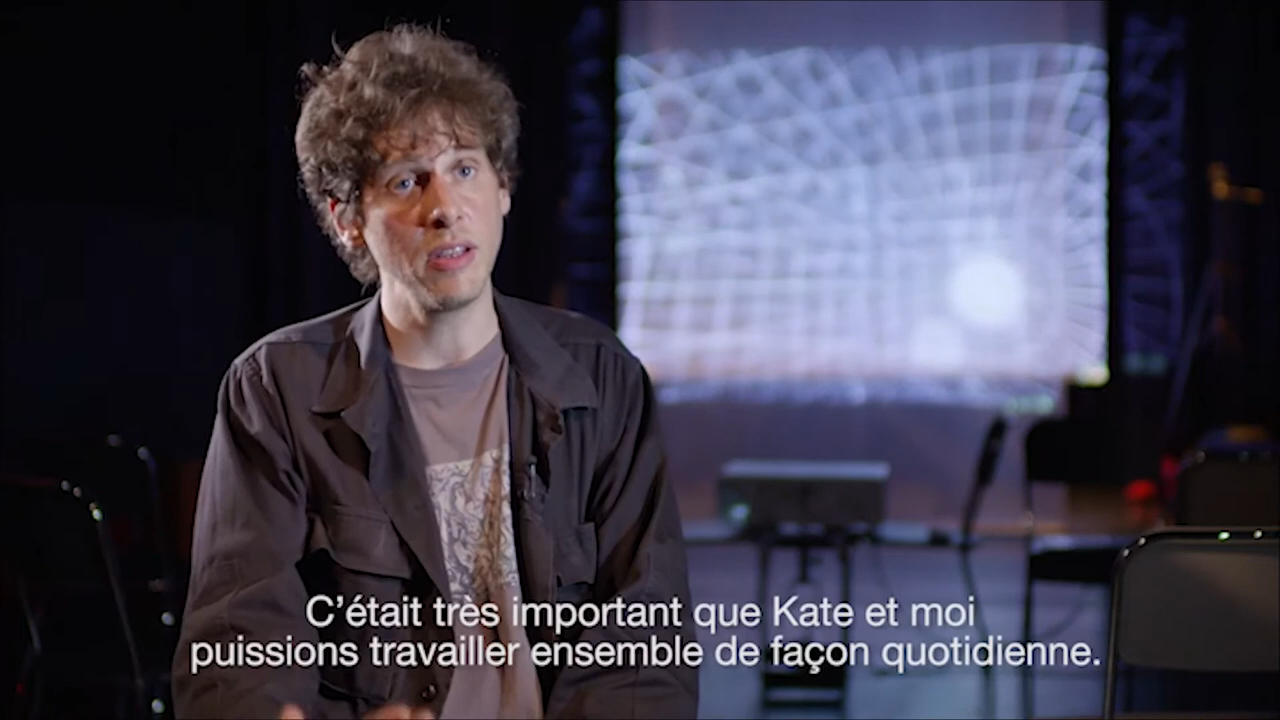 C’était très important que Kate et moi
puissions travailler ensemble de façon quotidienne.